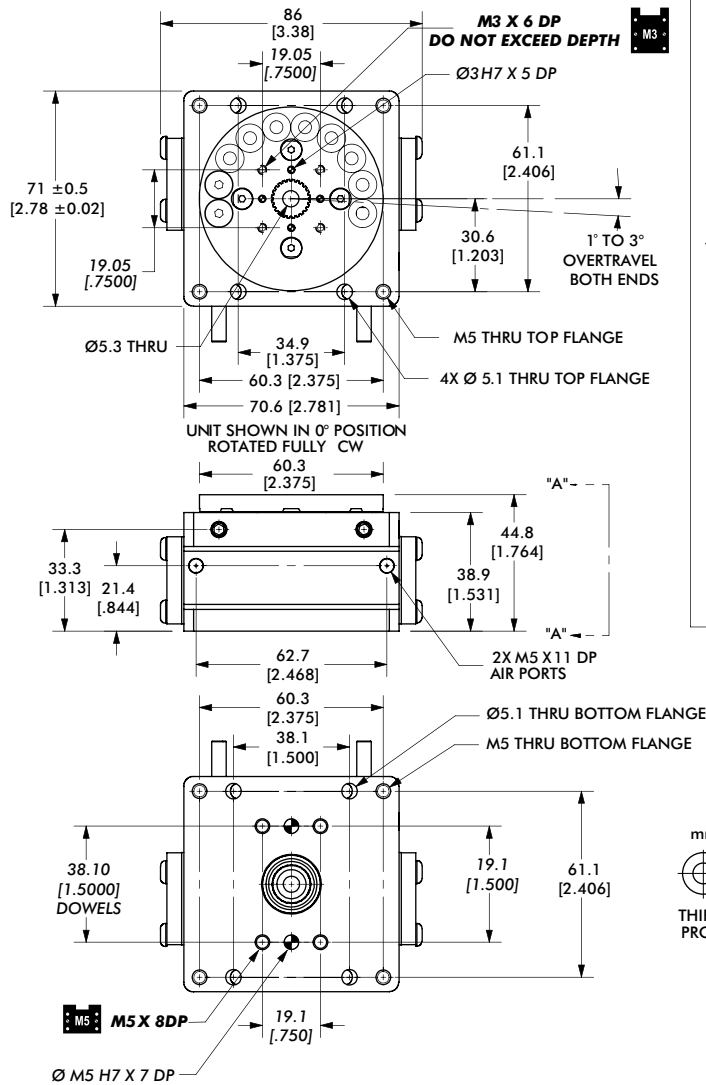 86
[3.38]
M3 X 6 DP
DO NOT EXCEED DEPTH
M3
19.05
[.7500]
Ø3H7 X 5 DP
71 ±0.5
[2.78 ±0.02]
61.1
[2.406]
30.6
[1.203]
1° TO 3°
OVERTRAVEL
BOTH ENDS
19.05
[.7500]
Ø5.3 THRU
34.9
[1.375]
M5 THRU TOP FLANGE
60.3 [2.375]
4X Ø 5.1 THRU TOP FLANGE
70.6 [2.781]
UNIT SHOWN IN 0° POSITION
ROTATED FULLY CW
60.3
[2.375]
"A"
44.8
[1.764]
33.3
[1.313]
21.4
[.844]
38.9
[1.531]
"A"
62.7
[2.468]
2X M5 X 11 DP
AIR PORTS
60.3
[2.375]
Ø5.1 THRU BOTTOM FLANGE
38.1
[1.500]
M5 THRU BOTTOM FLANGE
38.10
[1.5000]
DOWELS
19.1
[1.500]
61.1
[2.406]
M5
M5 X 8DP
19.1
[.750]
Ø M5 H7 X 7 DP